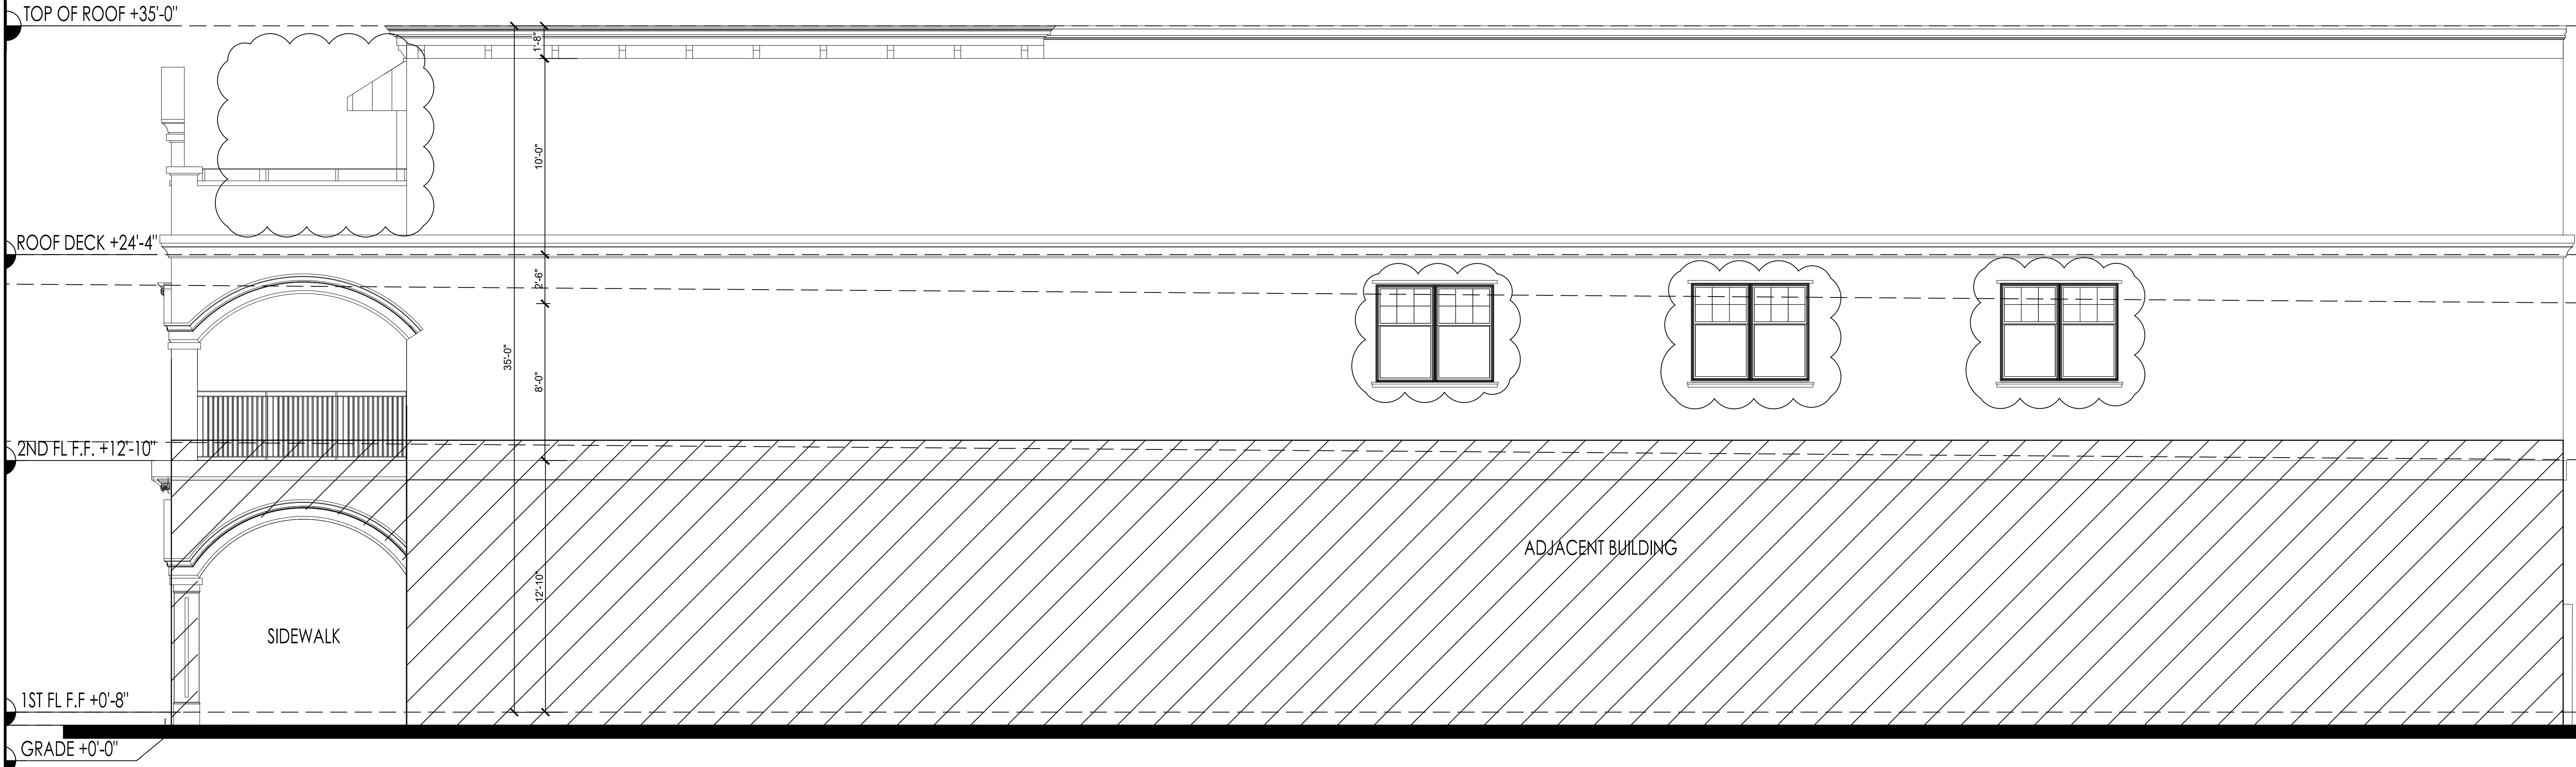 TOP OF ROOF +35'-0"
1'-8"
10'-0"
ROOF DECK +24'-4"
2'-6"
35'-0"
8'-0"
2ND FL F.F. +12'-10"
ADJACENT BUILDING
12'-10"
SIDEWALK
1ST FL F.F +0'-8"
GRADE +0'-0"